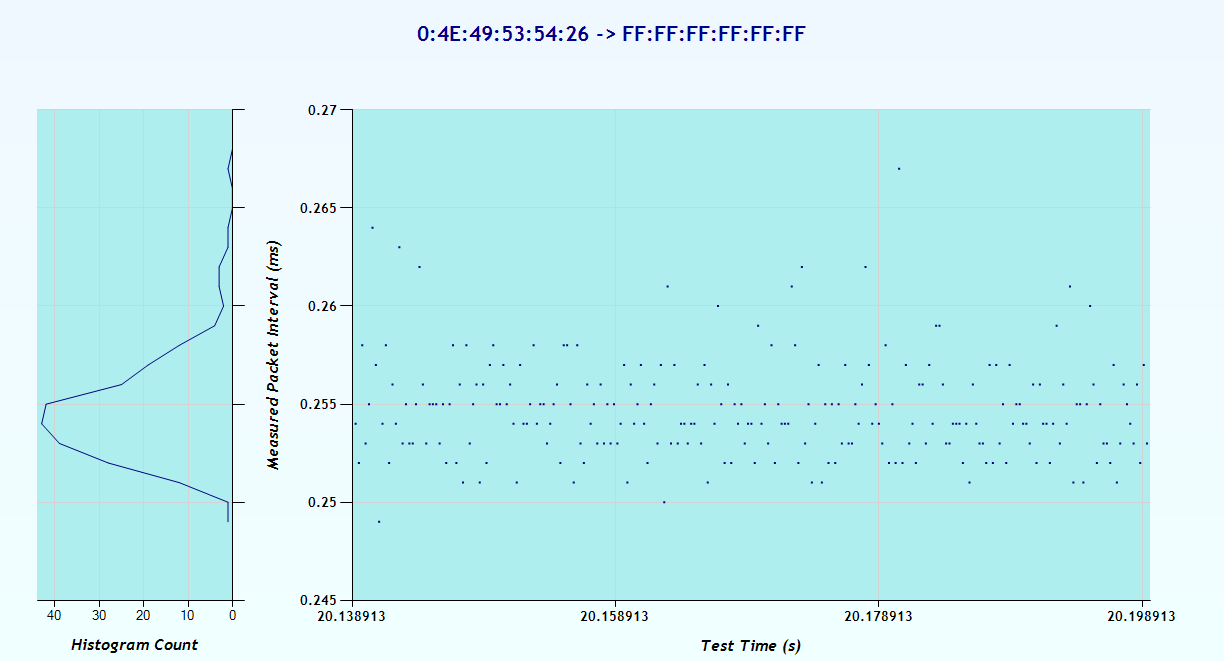 0:4E:49:53:54:26 -> FF:FF:FF:FF:FF:FF
0.27
0.265
0.26
0.255
0.25
0.245
Measured Packet Interval (ms)
40 30 20 10 0
20.138913 20.158913 20.178913 20.198913
Histogram Count
Test Time (s)